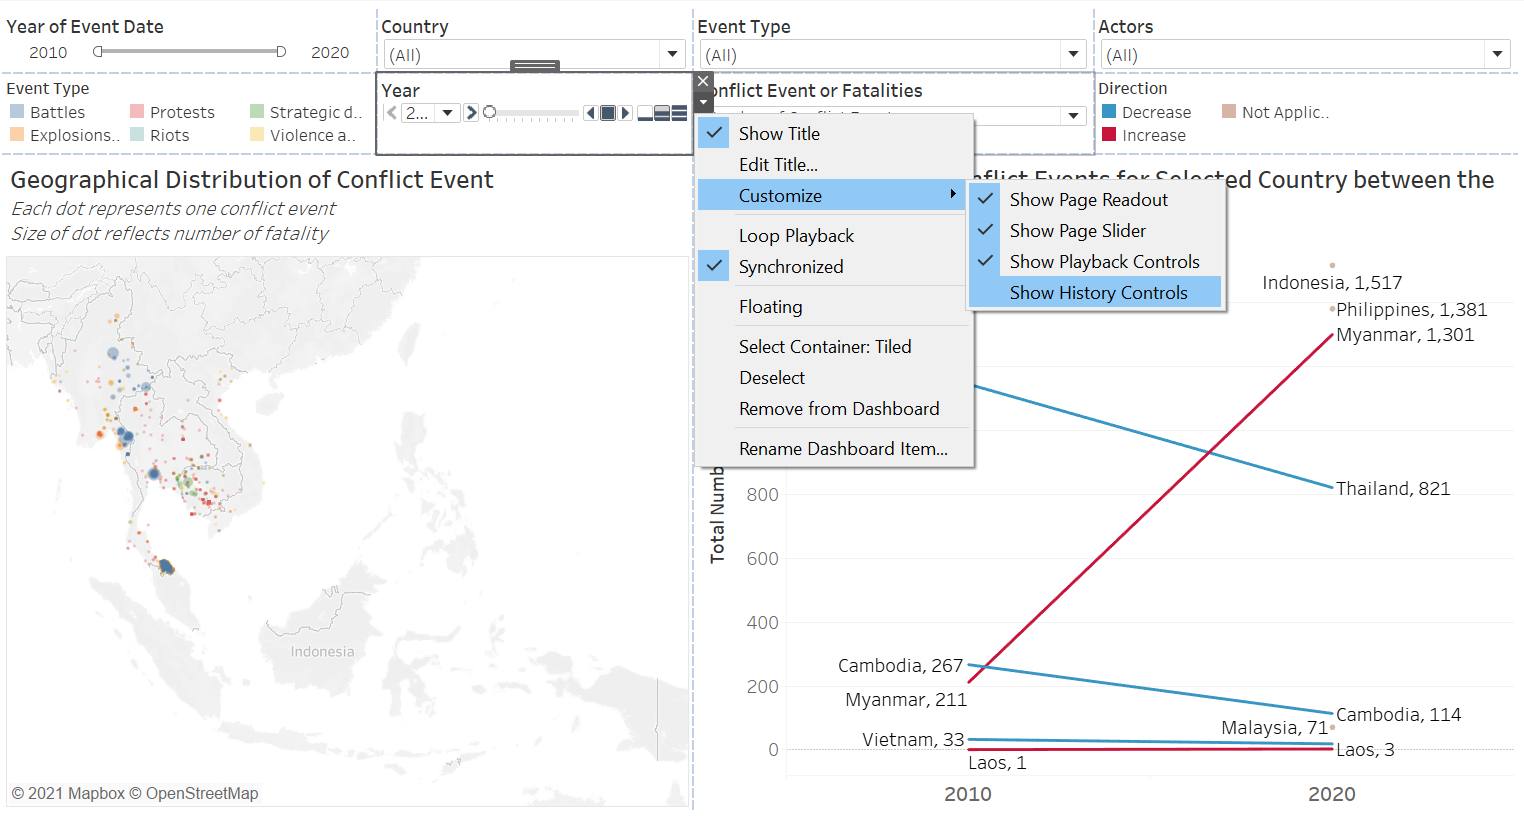 Year of Event Date
2010
2020
Country
(All)
Event Type
(All)
Actors
(All)
Event Type
Battles
Protests
Strategic d..
Explosions..
Riots
Violence a..
Year
2...
onflict Event or Fatalities
Direction
Decrease
Not Applic..
Increase
Show Title
Edit Title...
Customize
Loop Playback
Synchronized
Floating
Select Container: Tiled
Deselect
Remove from Dashboard
Rename Dashboard Item...
Show Page Readout
Show Page Slider
Show Playback Controls
Show History Controls
Geographical Distribution of Conflict Event
Each dot represents one conflict event
Size of dot reflects number of fatality
Indonesia
© 2021 Mapbox © OpenStreetMap
nflict Events for Selected Country between the
Total Numb
800
600
400
200
0
Indonesia, 1,517
Philippines, 1,381
Myanmar, 1,301
Thailand, 821
Cambodia, 267
Myanmar, 211
Cambodia, 114
Malaysia, 71
Vietnam, 33
Laos, 3
Laos, 1
2010
2020